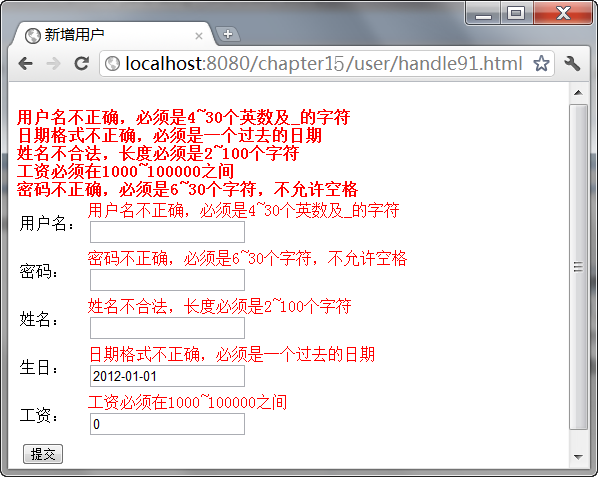 新增用户
localhost:8080/chapter15/user/handle91.html
用户名不正确，必须是4~30个英数及_的字符
日期格式不正确，必须是一个过去的日期
姓名不合法，长度必须是2~100个字符
工资必须在1000~100000之间
密码不正确，必须是6~30个字符，不允许空格
用户名不正确，必须是4~30个英数及_的字符
用户名：
密码不正确，必须是6~30个字符，不允许空格
密码：
姓名不合法，长度必须是2~100个字符
姓名：
日期格式不正确，必须是一个过去的日期
生日： 2012-01-01
工资必须在1000~100000之间
工资： 0
提交